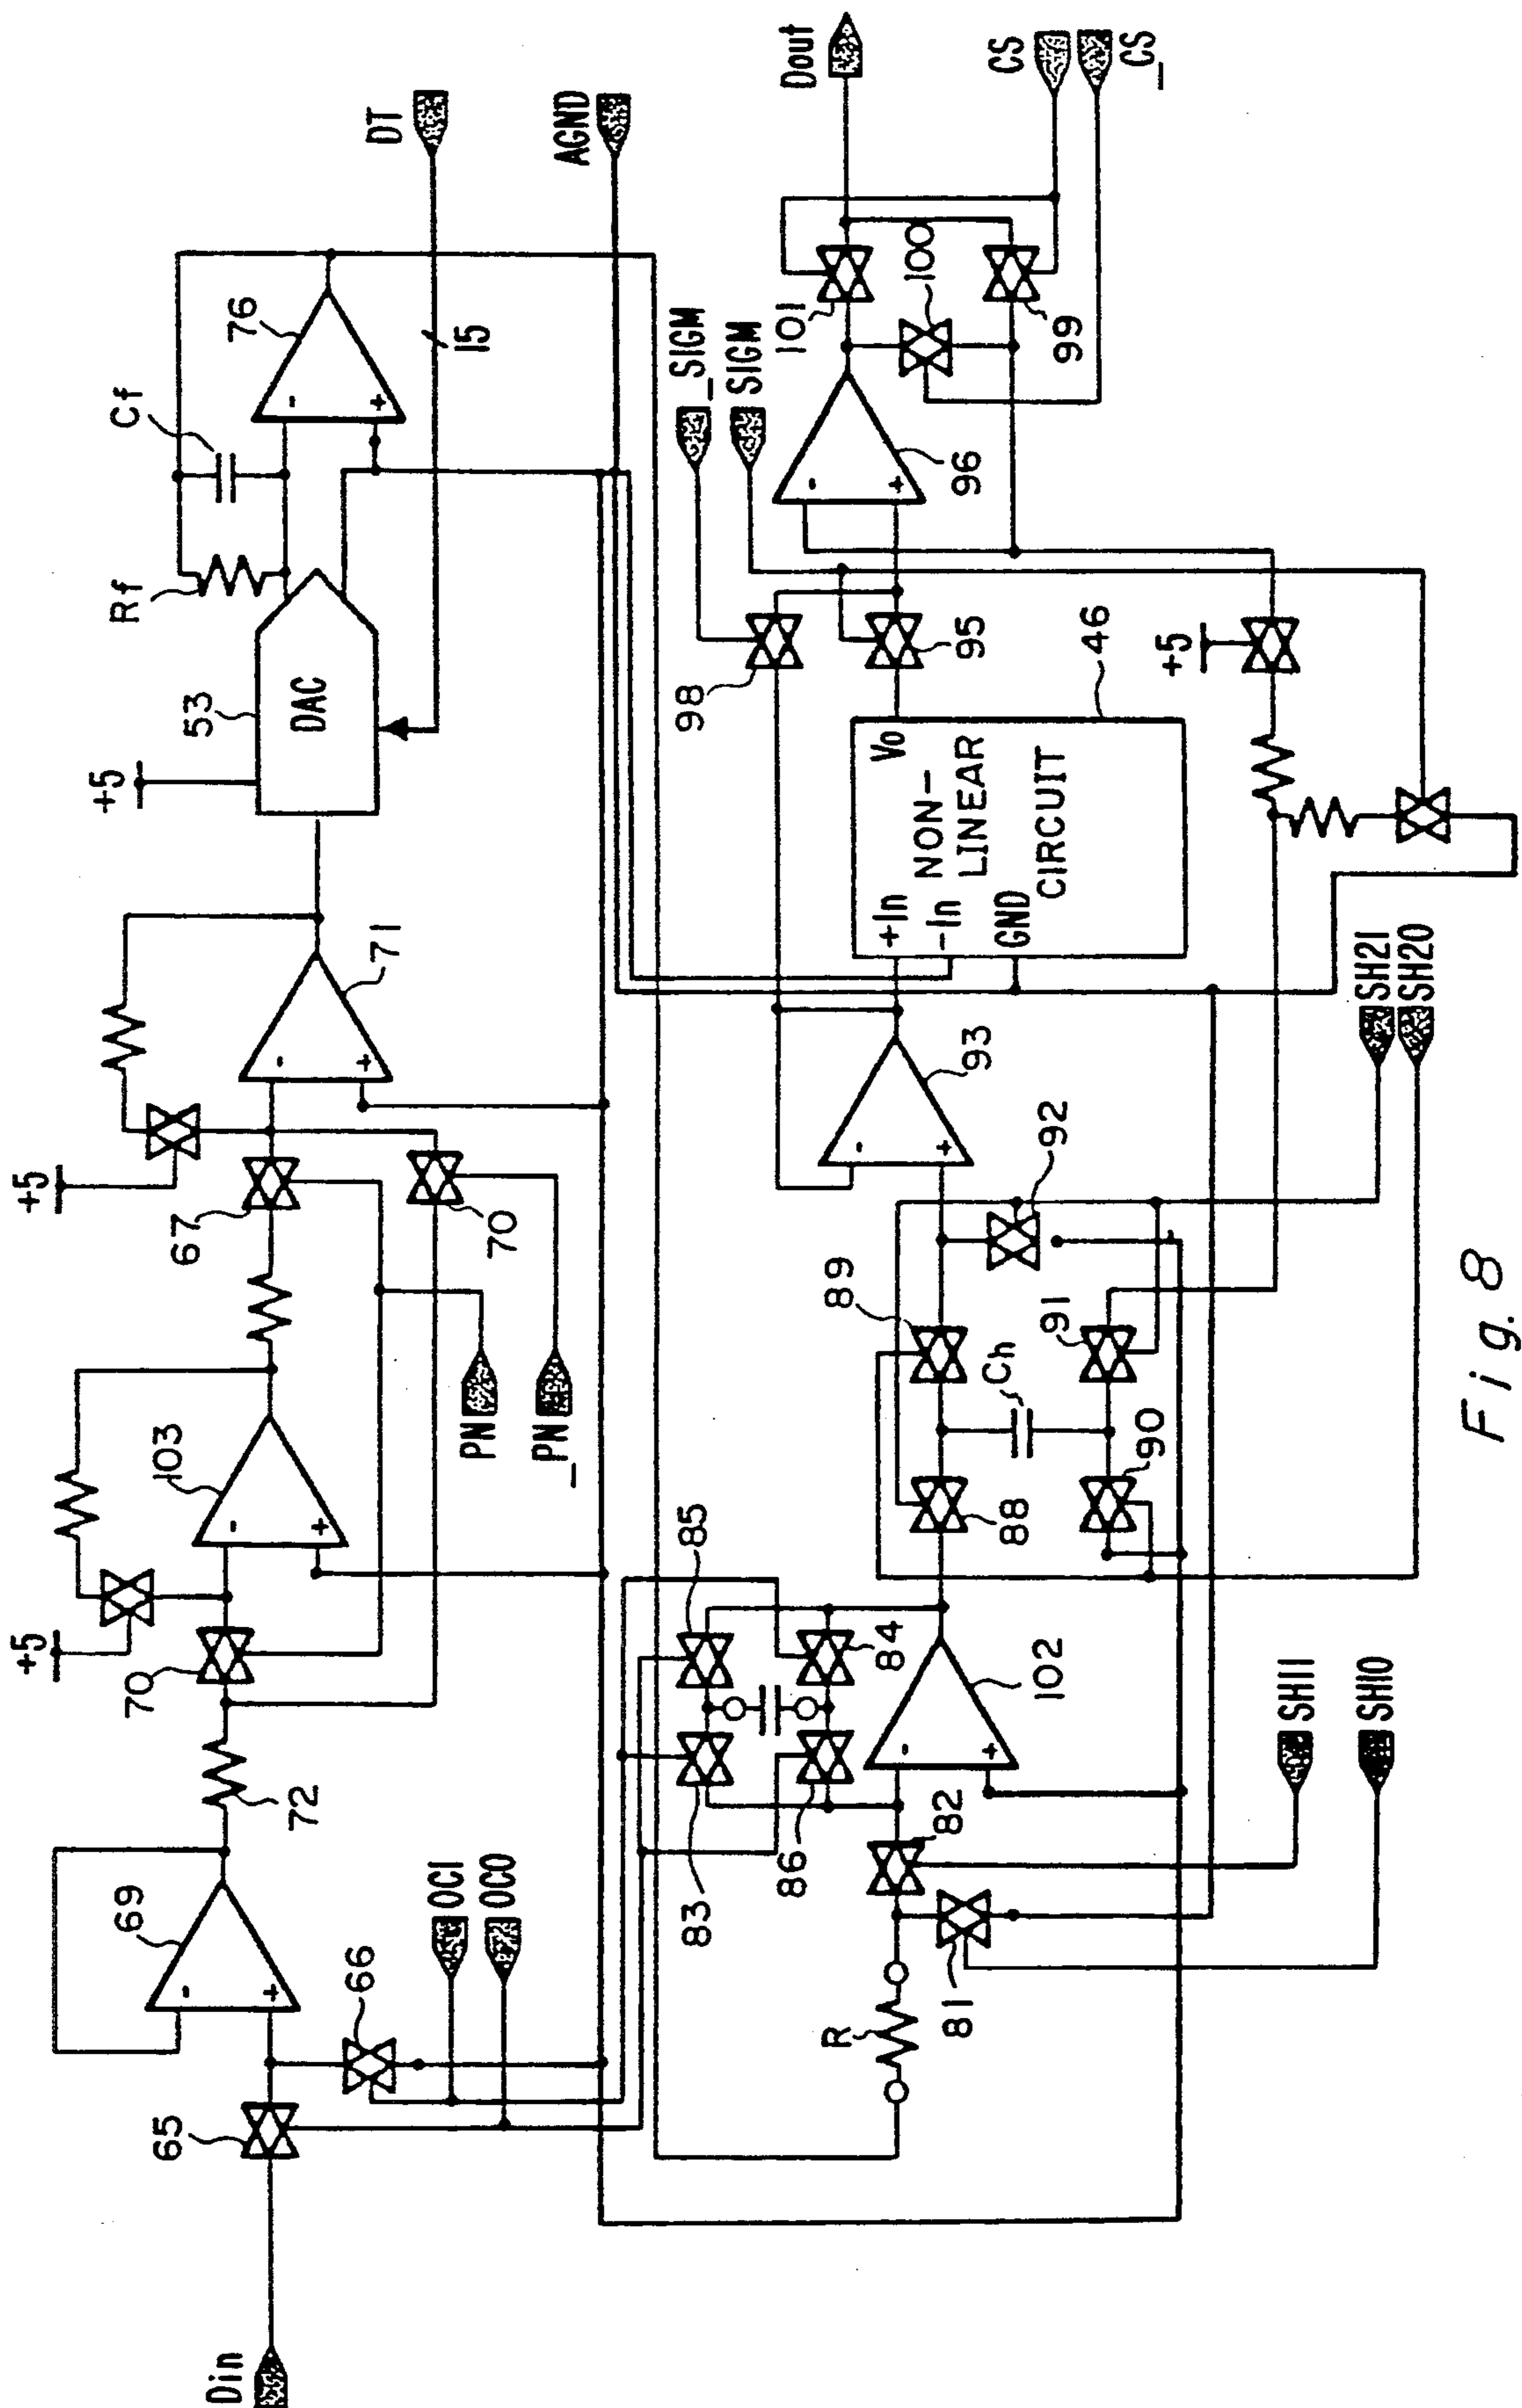 Din
65
66
69
- +
OC1
OC0
72
+5
70
103
- +
PN
_PN
67
70
+5
71
- +
+5
53
DAC
Rf
Cf
76
- +
15
DT
AGND
R
81
82
83
86
85
84
102
- +
SH11
SH10
88
89
90
91
Ch
92
93
- +
SH21
SH20
+In
-In
GND
NON-
LINEAR
CIRCUIT
Vo
46
98
95
+5
_SIGM
SIGM
96
- +
101
100
99
Dout
CS
_CS
Fig. 8